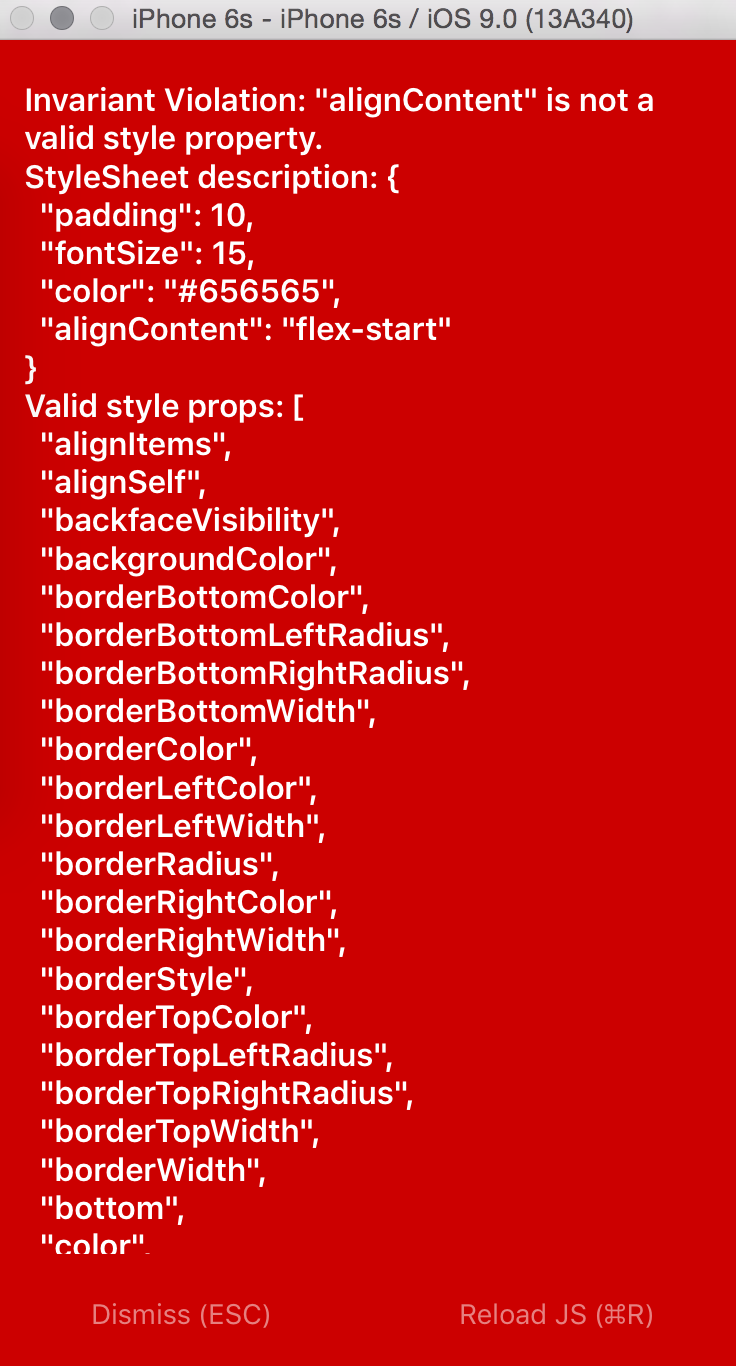 iPhone 6s - iPhone 6s / iOS 9.0 (13A340)
Invariant Violation: "alignContent" is not a
valid style property.
StyleSheet description: {
"padding": 10,
"fontSize": 15,
"color": "#656565",
"alignContent": "flex-start"
}
Valid style props: [
"alignItems",
"alignSelf",
"backfaceVisibility",
"backgroundColor",
"borderBottomColor",
"borderBottomLeftRadius",
"borderBottomRightRadius",
"borderBottomWidth",
"borderColor",
"borderLeftColor",
"borderLeftWidth",
"borderRadius",
"borderRightColor",
"borderRightWidth",
"borderStyle",
"borderTopColor",
"borderTopLeftRadius",
"borderTopRightRadius",
"borderTopWidth",
"borderWidth",
"bottom",
"color",
Dismiss (ESC) Reload JS (⌘R)